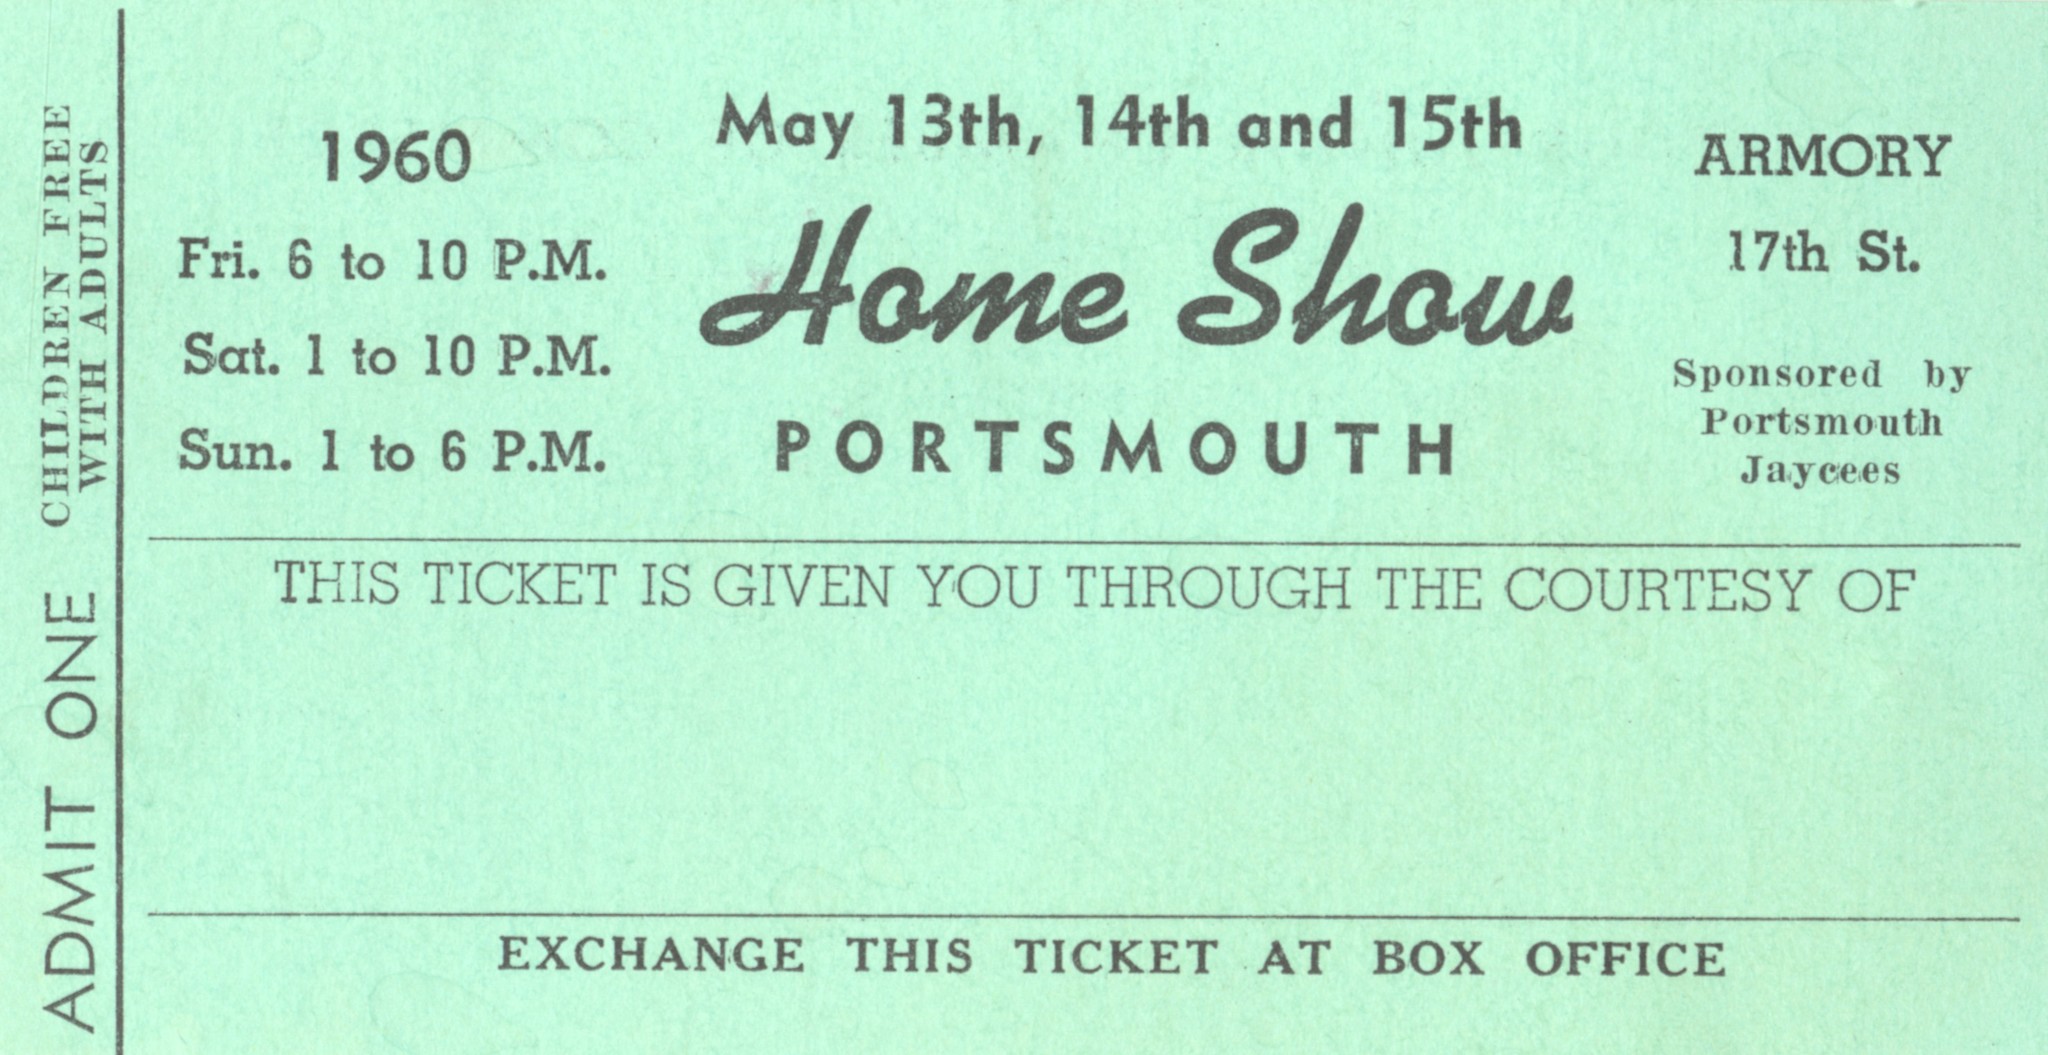 ADMIT ONE
CHILDREN FREE
WITH ADULTS
1960
Fri. 6 to 10 P.M.
Sat. 1 to 10 P.M.
Sun. 1 to 6 P.M.
May 13th, 14th and 15th
Home Show
PORTSMOUTH
ARMORY
17th St.
Sponsored by
Portsmouth
Jaycees
THIS TICKET IS GIVEN YOU THROUGH THE COURTESY OF
EXCHANGE THIS TICKET AT BOX OFFICE